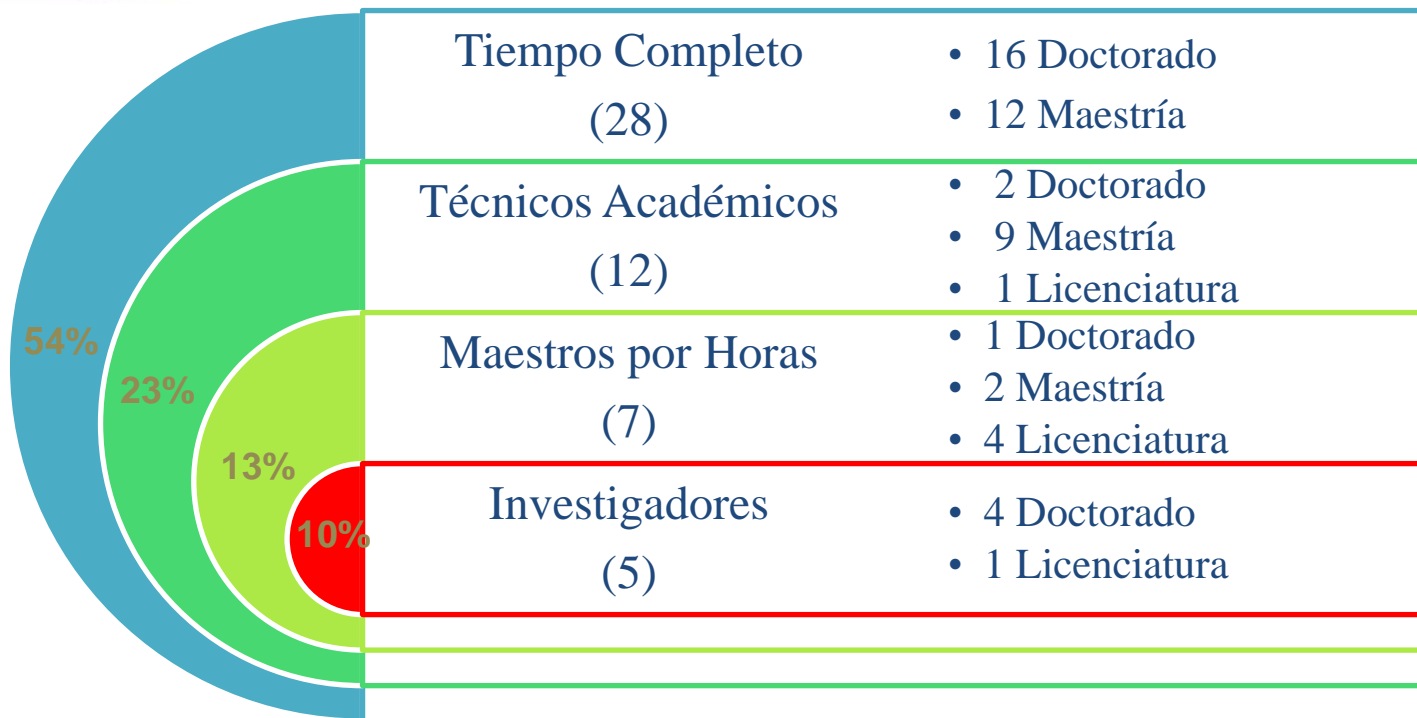 54%
23%
13%
10%
Tiempo Completo
(28)
• 16 Doctorado
• 12 Maestría
Técnicos Académicos
(12)
• 2 Doctorado
• 9 Maestría
• 1 Licenciatura
Maestros por Horas
(7)
• 1 Doctorado
• 2 Maestría
• 4 Licenciatura
Investigadores
(5)
• 4 Doctorado
• 1 Licenciatura